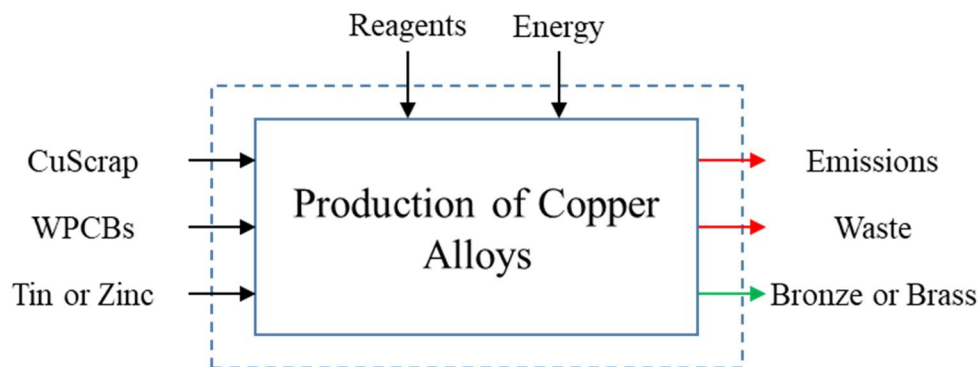 Reagents
Energy
CuScrap
Emissions
Production of Copper
Alloys
WPCBs
Waste
Tin or Zinc
Bronze or Brass